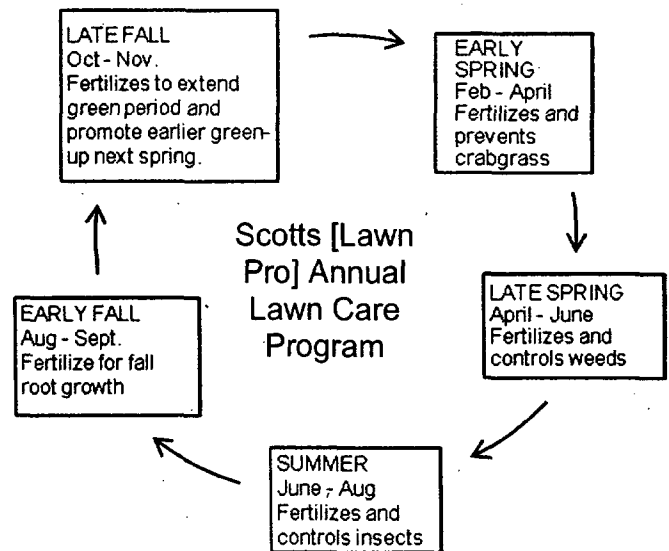 LATE FALL
Oct - Nov.
Fertilizes to extend
green period and
promote earlier green-
up next spring.
EARLY
SPRING
Feb - April
Fertilizes and
prevents
crabgrass
Scotts [Lawn
Pro] Annual
Lawn Care
Program
LATE SPRING
April - June
Fertilizes and
controls weeds
EARLY FALL
Aug - Sept.
Fertilize for fall
root growth
SUMMER
June - Aug
Fertilizes and
controls insects